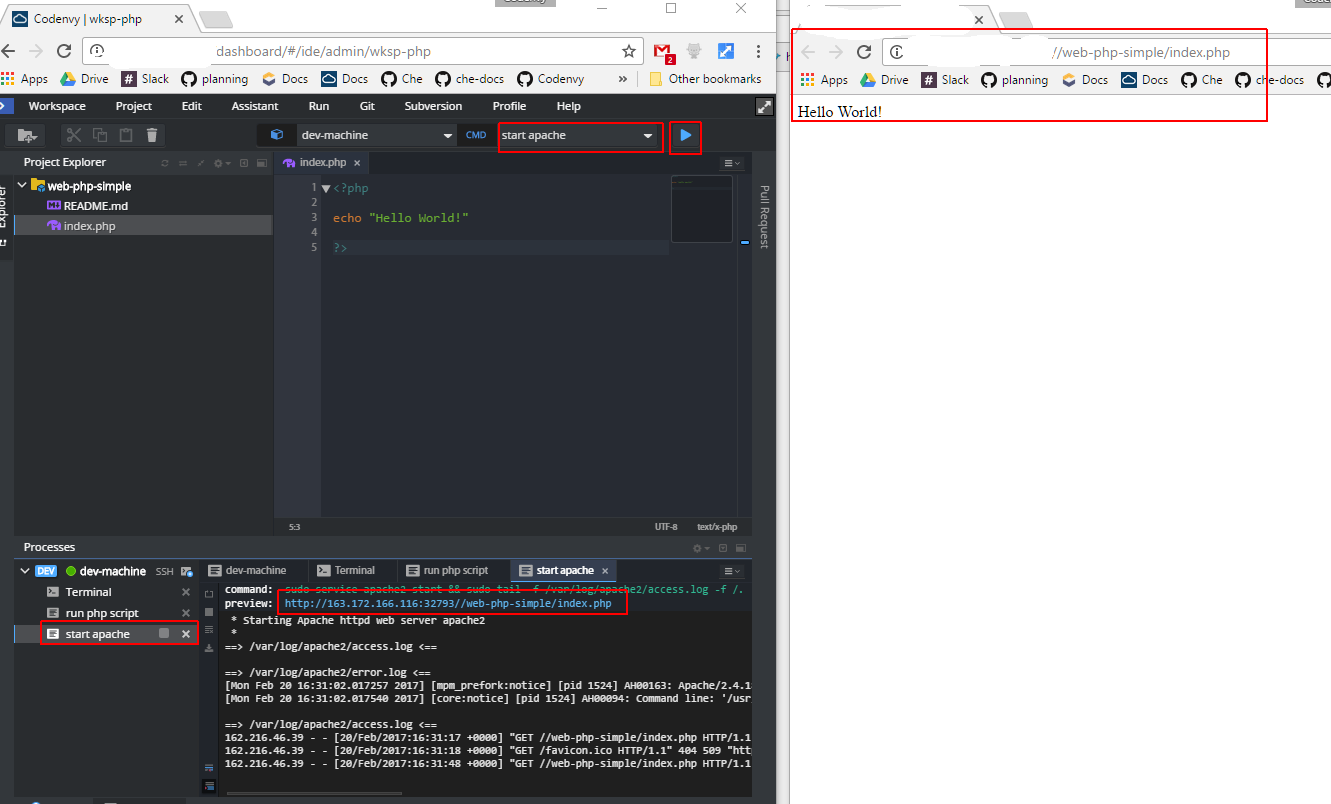 Codenvy | wksp-php
dashboard/#/ide/admin/wksp-php
2
Apps Drive Slack planning Docs Docs Che che-docs Codenvy » Other bookmarks
Workspace Project Edit Assistant Run Git Subversion Profile Help
dev-machine CMD start apache
Project Explorer
index.php
Explorer
web-php-simple
README.md
index.php
1 <?php
2
3 echo "Hello World!"
4
5 ?>
Pull Request
5:3 UTF-8 text/x-php
Processes
DEV dev-machine SSH
Terminal
run php script
start apache
dev-machine Terminal run php script start apache
command: sudo service apache2 start && sudo tail -f /var/log/apache2/access.log -f /.
preview: http://163.172.166.116:32793//web-php-simple/index.php
* Starting Apache httpd web server apache2
*
==> /var/log/apache2/access.log <==
==> /var/log/apache2/error.log <==
[Mon Feb 20 16:31:02.017257 2017] [mpm_prefork:notice] [pid 1524] AH00163: Apache/2.4.1
[Mon Feb 20 16:31:02.017540 2017] [core:notice] [pid 1524] AH00094: Command line: '/usr
==> /var/log/apache2/access.log <==
162.216.46.39 - - [20/Feb/2017:16:31:17 +0000] "GET //web-php-simple/index.php HTTP/1.1
162.216.46.39 - - [20/Feb/2017:16:31:18 +0000] "GET /favicon.ico HTTP/1.1" 404 509 "htt
162.216.46.39 - - [20/Feb/2017:16:31:48 +0000] "GET //web-php-simple/index.php HTTP/1.1
//web-php-simple/index.php
Apps Drive Slack planning Docs Docs Che che-docs
Hello World!